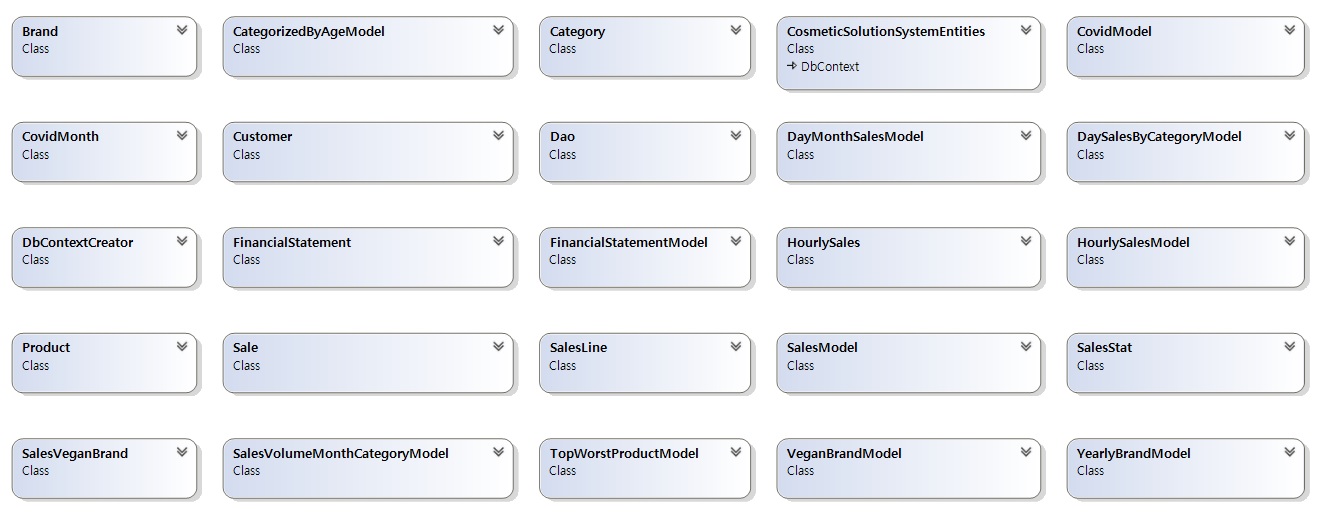 Brand
Class
CategorizedByAgeModel
Class
Category
Class
CosmeticSolutionSystemEntities
Class
DbContext
CovidModel
Class
CovidMonth
Class
Customer
Class
Dao
Class
DayMonthSalesModel
Class
DaySalesByCategoryModel
Class
DbContextCreator
Class
FinancialStatement
Class
FinancialStatementModel
Class
HourlySales
Class
HourlySalesModel
Class
Product
Class
Sale
Class
SalesLine
Class
SalesModel
Class
SalesStat
Class
SalesVeganBrand
Class
SalesVolumeMonthCategoryModel
Class
TopWorstProductModel
Class
VeganBrandModel
Class
YearlyBrandModel
Class